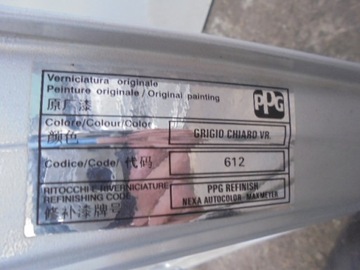 Verniciatura originale
Peinture originale / Original painting
原厂漆
PPG
Colore/Colour/Color
颜色
GRIGIO CHIARO VR
Codice/Code/代码
612
RITOCCHI E RIVERNICIATURE
REFINISHING CODE
修补漆牌号
PPG REFINISH
NEXA AUTOCOLOR - MAXMEYER